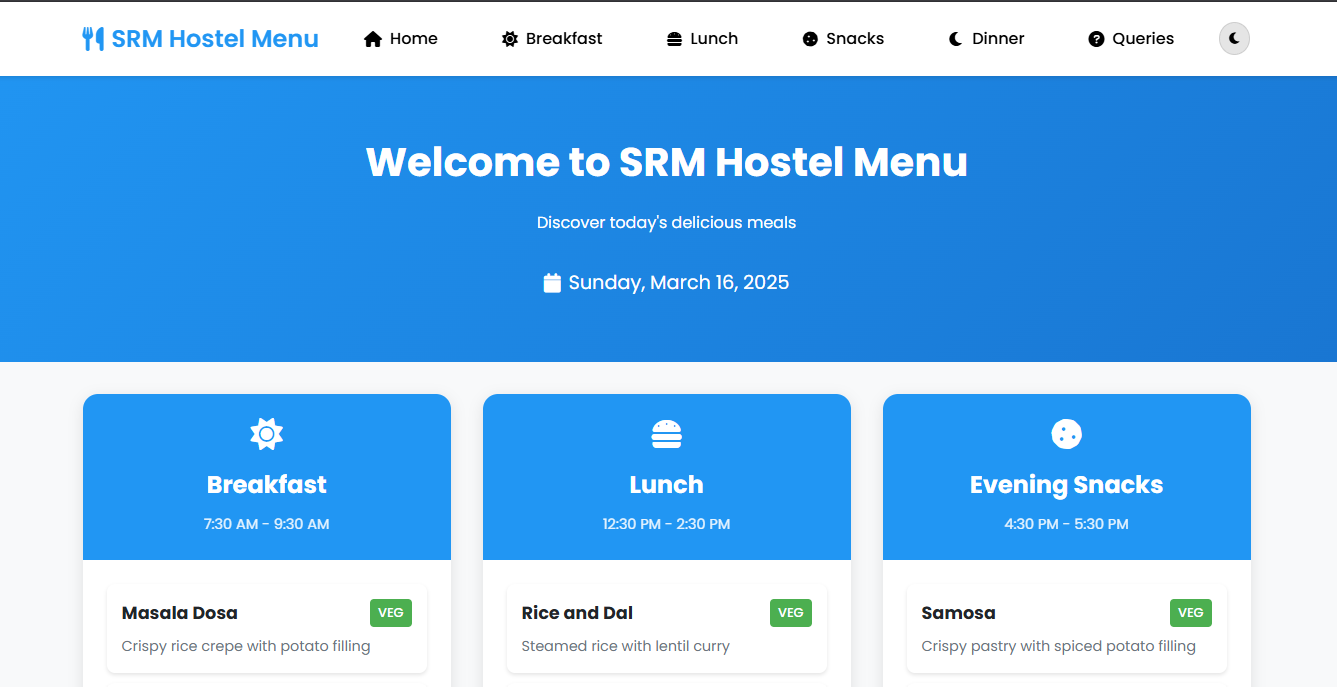 SRM Hostel Menu Home Breakfast Lunch Snacks Dinner Queries
Welcome to SRM Hostel Menu
Discover today's delicious meals
Sunday, March 16, 2025
Breakfast
7:30 AM - 9:30 AM
Masala Dosa VEG
Crispy rice crepe with potato filling
Lunch
12:30 PM - 2:30 PM
Rice and Dal VEG
Steamed rice with lentil curry
Evening Snacks
4:30 PM - 5:30 PM
Samosa VEG
Crispy pastry with spiced potato filling